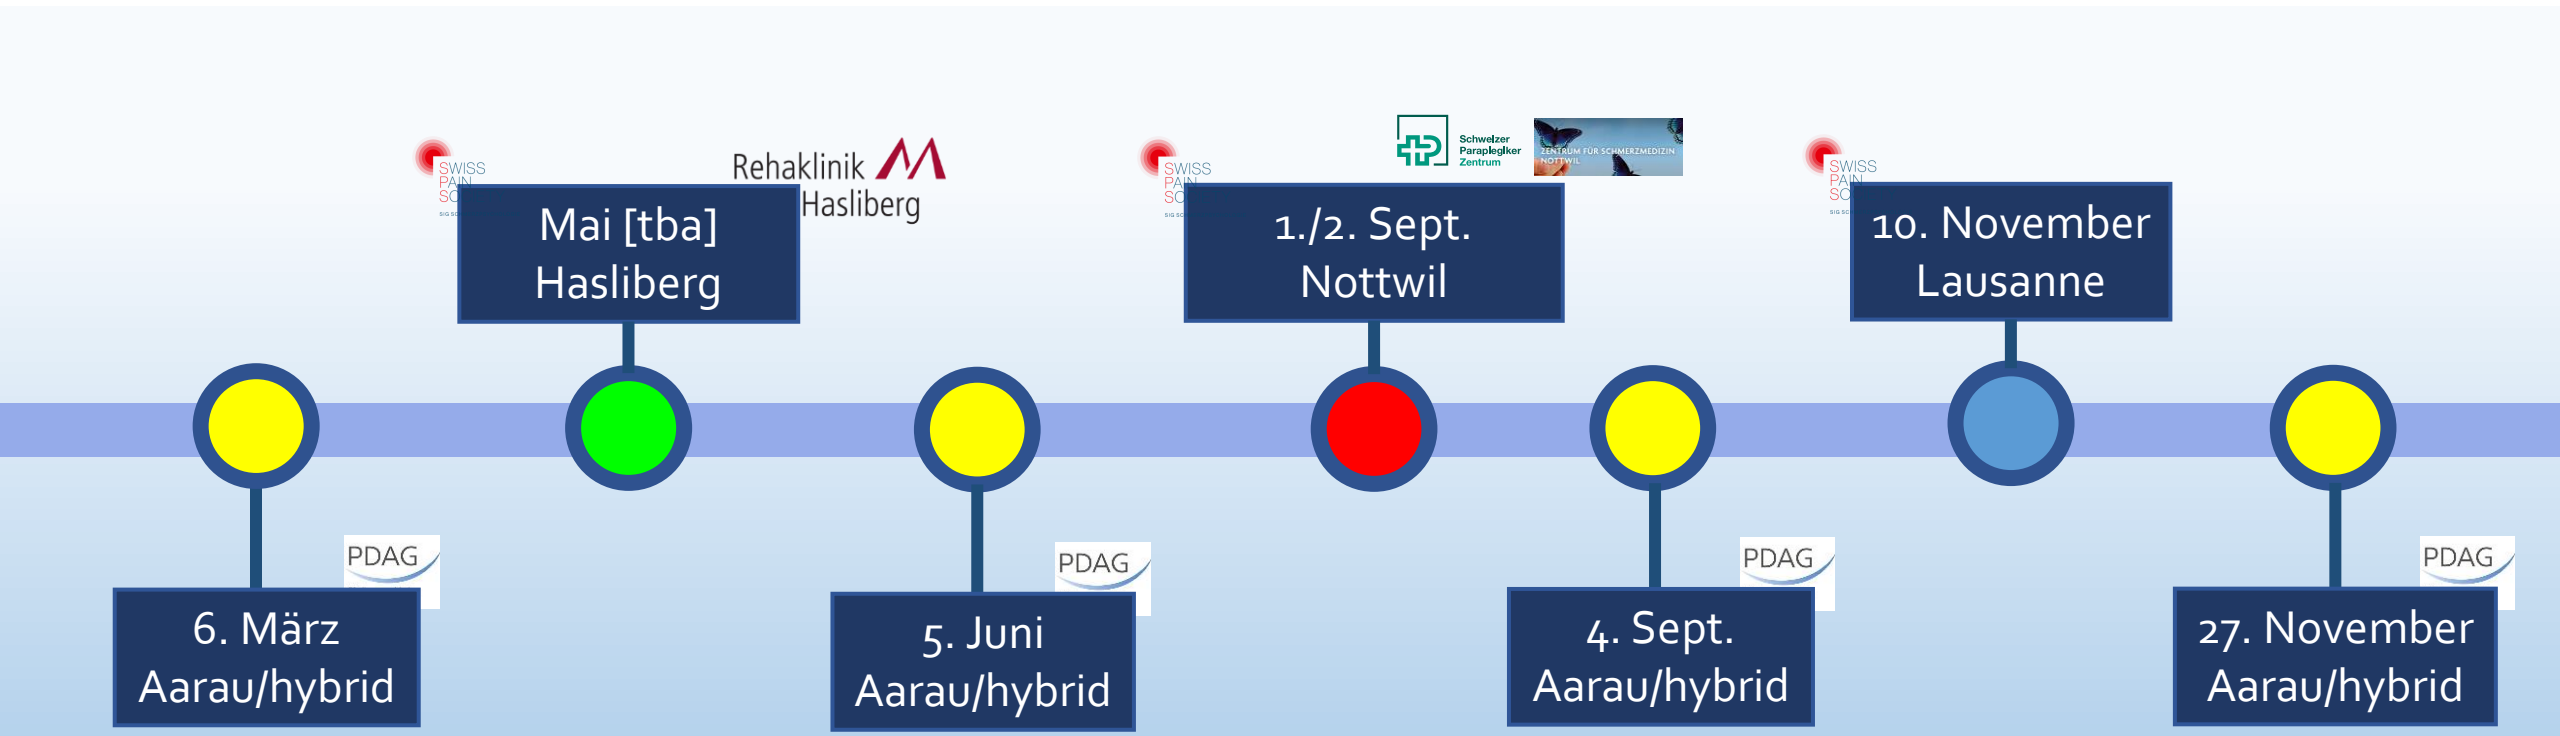 SWISS
PAIN
Mai [tba]
Hasliberg
Rehaklinik
Hasliberg
SWISS
PAIN
1./2. Sept.
Nottwil
Schweizer
Paraplegiker
Zentrum
ZENTRUM FÜR SCHMERZMEDIZIN
NOTTWIL
SWISS
PAIN
10. November
Lausanne
PDAG
6. März
Aarau/hybrid
PDAG
5. Juni
Aarau/hybrid
PDAG
4. Sept.
Aarau/hybrid
PDAG
27. November
Aarau/hybrid